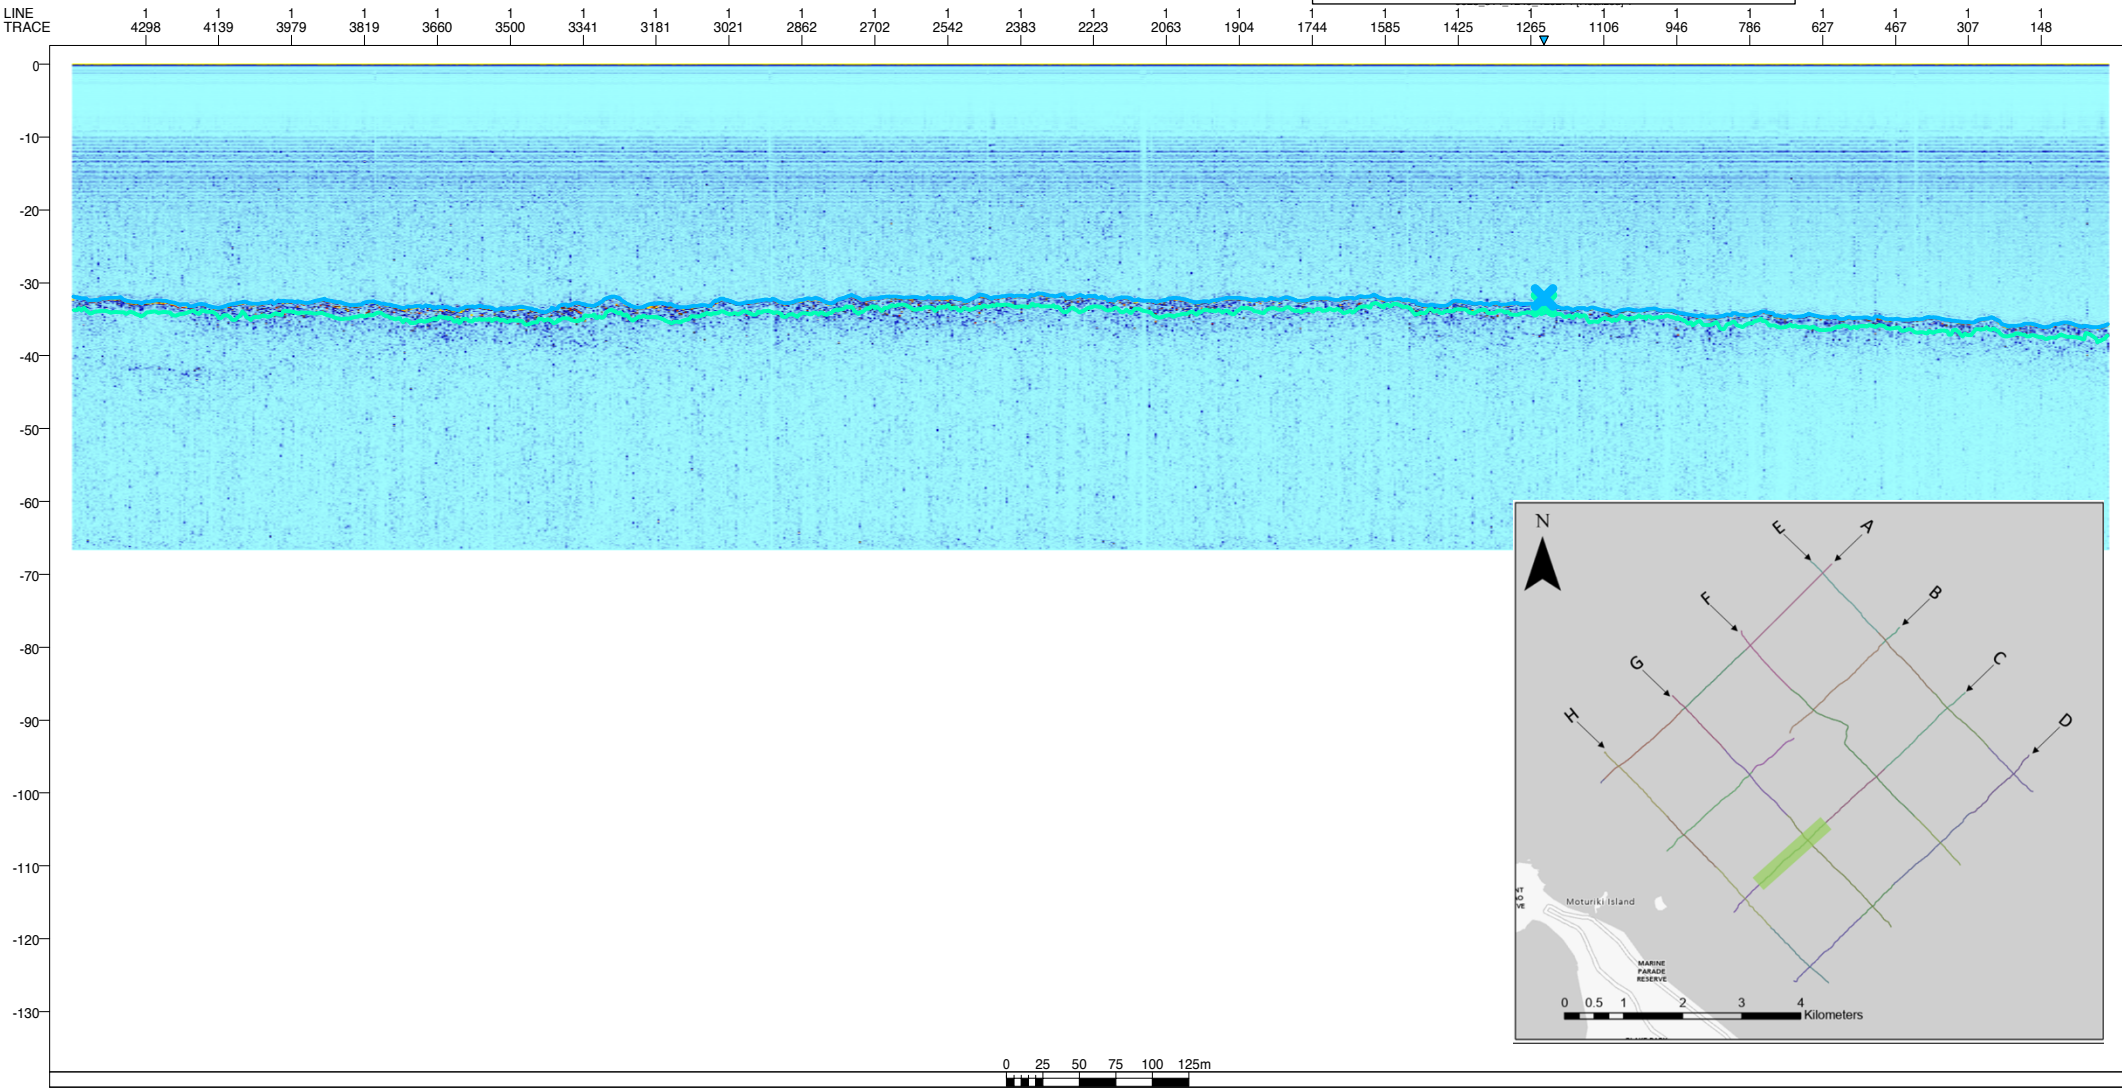 LINE 1 1 1 1 1 1 1 1 1 1 1 1 1 1 1 1 1 1 1 1 1 1 1 1 1 1 1
TRACE 4298 4139 3979 3819 3660 3500 3341 3181 3021 2862 2702 2542 2383 2223 2063 1904 1744 1585 1425 1265 1106 946 786 627 467 307 148
0
-10
-20
-30
-40
-50
-60
-70
-80
-90
-100
-110
-120
-130
N
E A
F B
G C
H D
Moturiki Island
MARINE
PARADE
RESERVE
0 0.5 1 2 3 4
Kilometers
0 25 50 75 100 125m